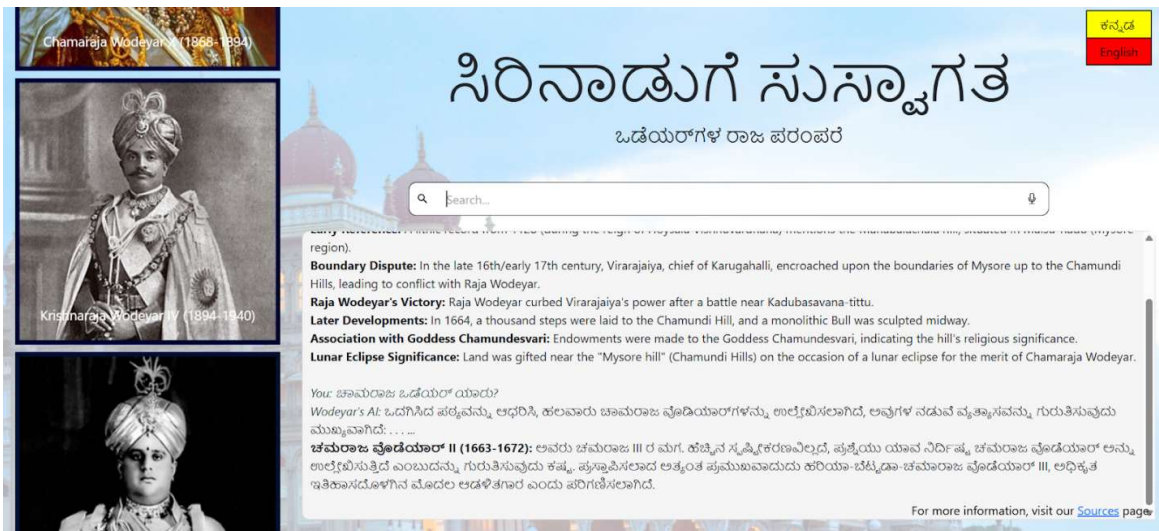 Chamaraja Wodeyar X (1868-1894)
Krishnaraja Wodeyar IV (1894-1940)
ಕನ್ನಡ
English
ಸಿರಿನಾಡುಗೆ ಸುಸ್ವಾಗತ
ಒಡೆಯರ್‌ಗಳ ರಾಜ ಪರಂಪರೆ
Search...
region).
Boundary Dispute: In the late 16th/early 17th century, Virarajaiya, chief of Karugahalli, encroached upon the boundaries of Mysore up to the Chamundi
Hills, leading to conflict with Raja Wodeyar.
Raja Wodeyar's Victory: Raja Wodeyar curbed Virarajaiya's power after a battle near Kadubasavana-tittu.
Later Developments: In 1664, a thousand steps were laid to the Chamundi Hill, and a monolithic Bull was sculpted midway.
Association with Goddess Chamundesvari: Endowments were made to the Goddess Chamundesvari, indicating the hill's religious significance.
Lunar Eclipse Significance: Land was gifted near the "Mysore hill" (Chamundi Hills) on the occasion of a lunar eclipse for the merit of Chamaraja Wodeyar.
You: ಚಾಮರಾಜ ಒಡೆಯರ್ ಯಾರು?
Wodeyar's AI: ಒದಗಿಸಿದ ಪಠ್ಯವನ್ನು ಆಧರಿಸಿ, ಹಲವಾರು ಚಾಮರಾಜ ವೊಡಿಯಾರ್‌ಗಳನ್ನು ಉಲ್ಲೇಖಿಸಲಾಗಿದೆ, ಅವುಗಳ ನಡುವೆ ವ್ಯತ್ಯಾಸವನ್ನು ಗುರುತಿಸುವುದು
ಮುಖ್ಯವಾಗಿದೆ: . . . ...
ಚಮರಾಜ ವೊಡೆಯಾರ್ II (1663-1672): ಅವರು ಚಮರಾಜ III ರ ಮಗ. ಹೆಚ್ಚಿನ ಸ್ಪಷ್ಟೀಕರಣವಿಲ್ಲದೆ, ಪ್ರಶ್ನೆಯು ಯಾವ ನಿರ್ದಿಷ್ಟ ಚಮರಾಜ ವೊಡೆಯಾರ್ ಅನ್ನು
ಉಲ್ಲೇಖಿಸುತ್ತಿದೆ ಎಂಬುದನ್ನು ಗುರುತಿಸುವುದು ಕಷ್ಟ. ಪ್ರಸ್ತಾಪಿಸಲಾದ ಅತ್ಯಂತ ಪ್ರಮುಖವಾದುದು ಹರಿಯಾ-ಬೆಟ್ಟಡಾ-ಚಮಾರಾಜ ವೊಡೆಯಾರ್ III, ಅಧಿಕೃತ
ಇತಿಹಾಸದೊಳಗಿನ ಮೊದಲ ಆಡಳಿತಗಾರ ಎಂದು ಪರಿಗಣಿಸಲಾಗಿದೆ.
For more information, visit our Sources page.